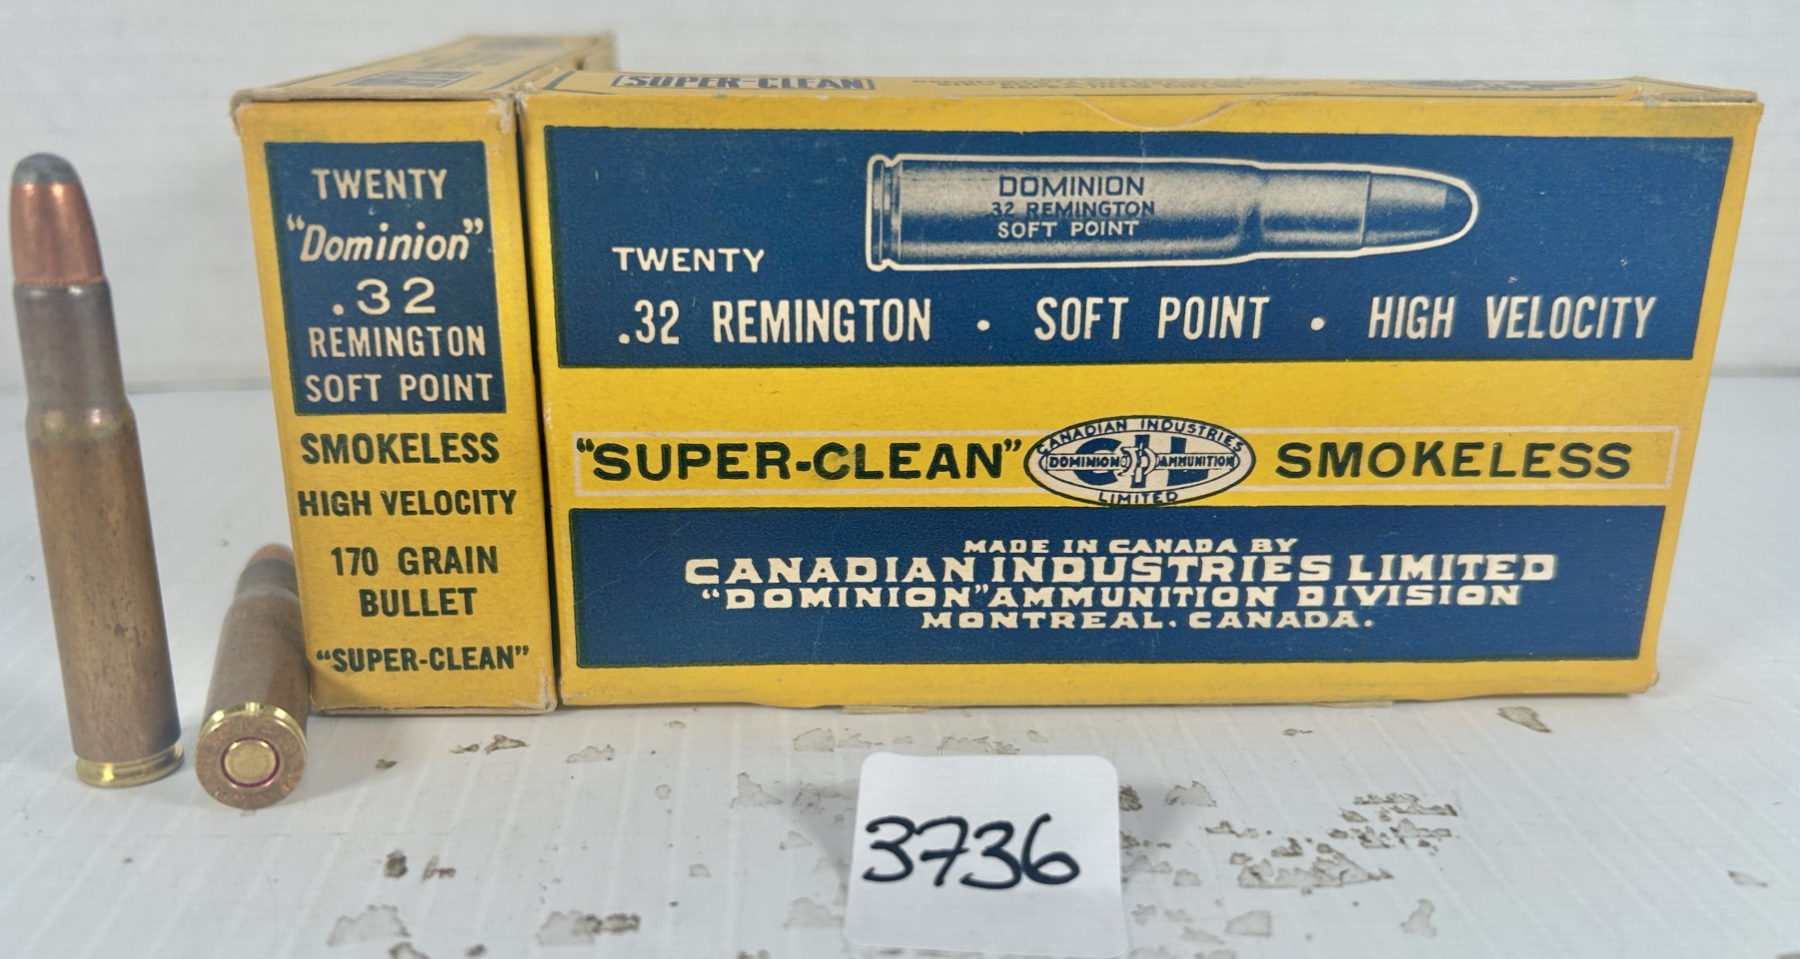 SUPER-CLEAN
TWENTY
"Dominion"
.32
REMINGTON
SOFT POINT
SMOKELESS
HIGH VELOCITY
170 GRAIN
BULLET
"SUPER-CLEAN"
DOMINION
32 REMINGTON
SOFT POINT
TWENTY
.32 REMINGTON · SOFT POINT · HIGH VELOCITY
"SUPER-CLEAN" SMOKELESS
CANADIAN INDUSTRIES
CIL
DOMINION AMMUNITION
LIMITED
MADE IN CANADA BY
CANADIAN INDUSTRIES LIMITED
"DOMINION" AMMUNITION DIVISION
MONTREAL. CANADA.
3736